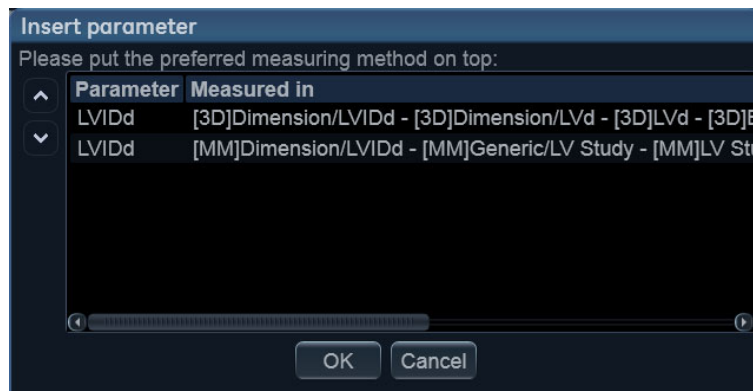 Insert parameter
Please put the preferred measuring method on top:
Parameter Measured in
LVIDd [3D]Dimension/LVIDd - [3D]Dimension/LVd - [3D]LVd - [3D]
LVIDd [MM]Dimension/LVIDd - [MM]Generic/LV Study - [MM]LV
OK Cancel